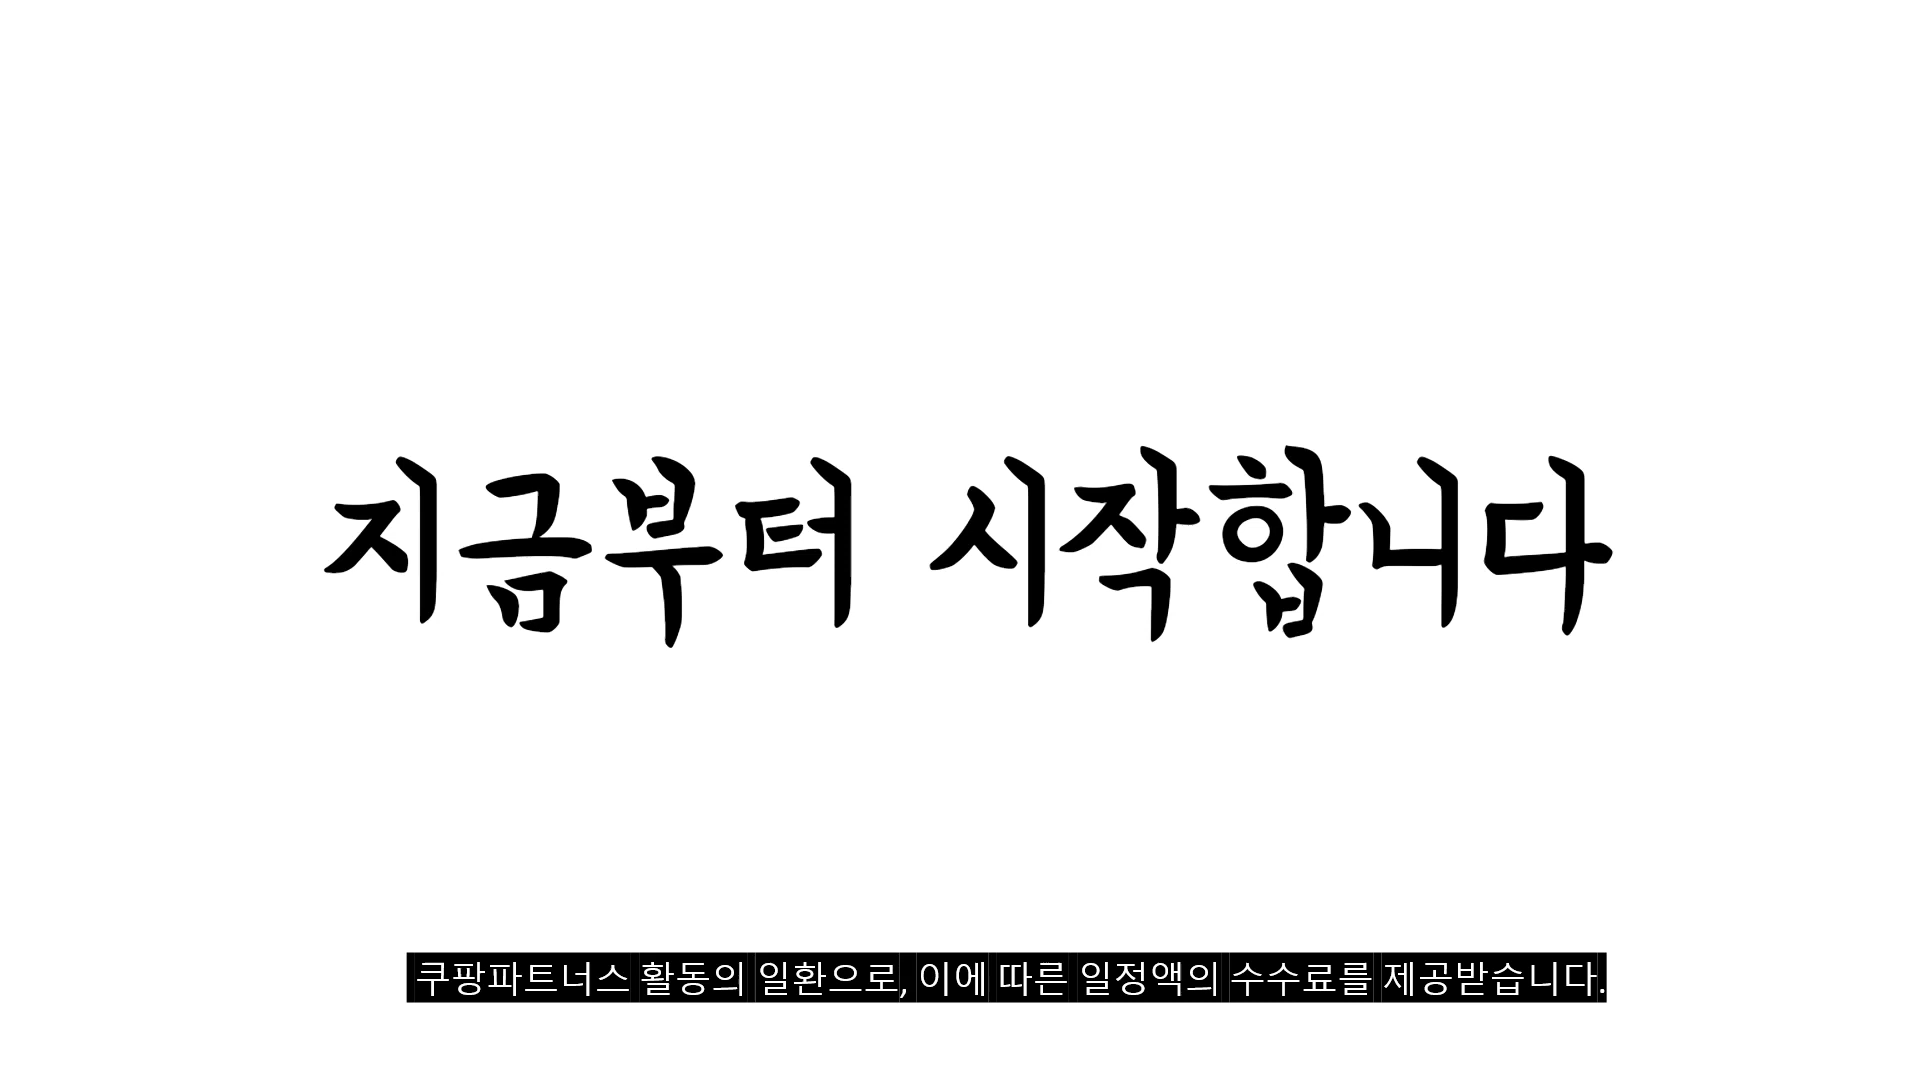 지금부터 시작합니다
쿠팡파트너스 활동의 일환으로, 이에 따른 일정액의 수수료를 제공받습니다.